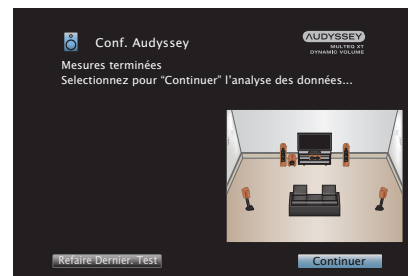 Conf. Audyssey
AUDYSSEY
MULTEQ XT
DYNAMIC VOLUME
Mesures terminées
Selectionnez pour “Continuer” l’analyse des données...
Refaire Dernier. Test
Continuer